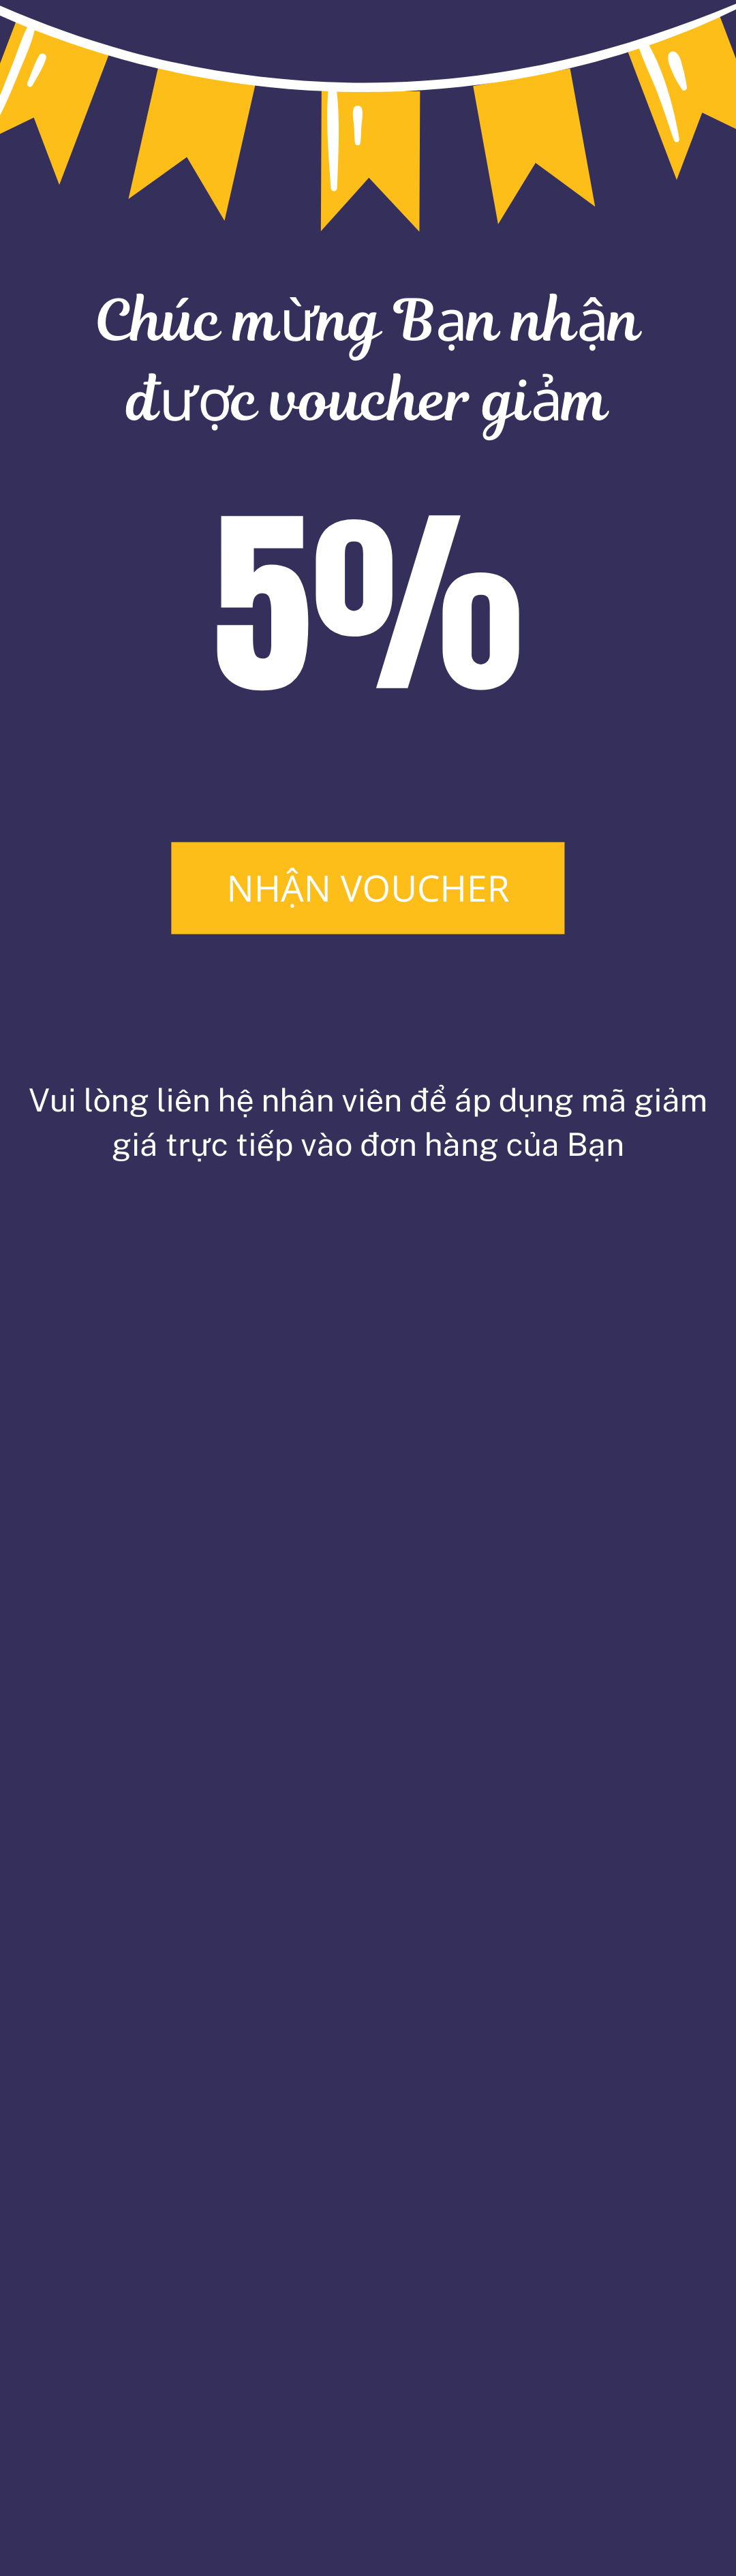 Chúc mừng Bạn nhận
được voucher giảm
5%
NHẬN VOUCHER
Vui lòng liên hệ nhân viên để áp dụng mã giảm
giá trực tiếp vào đơn hàng của Bạn